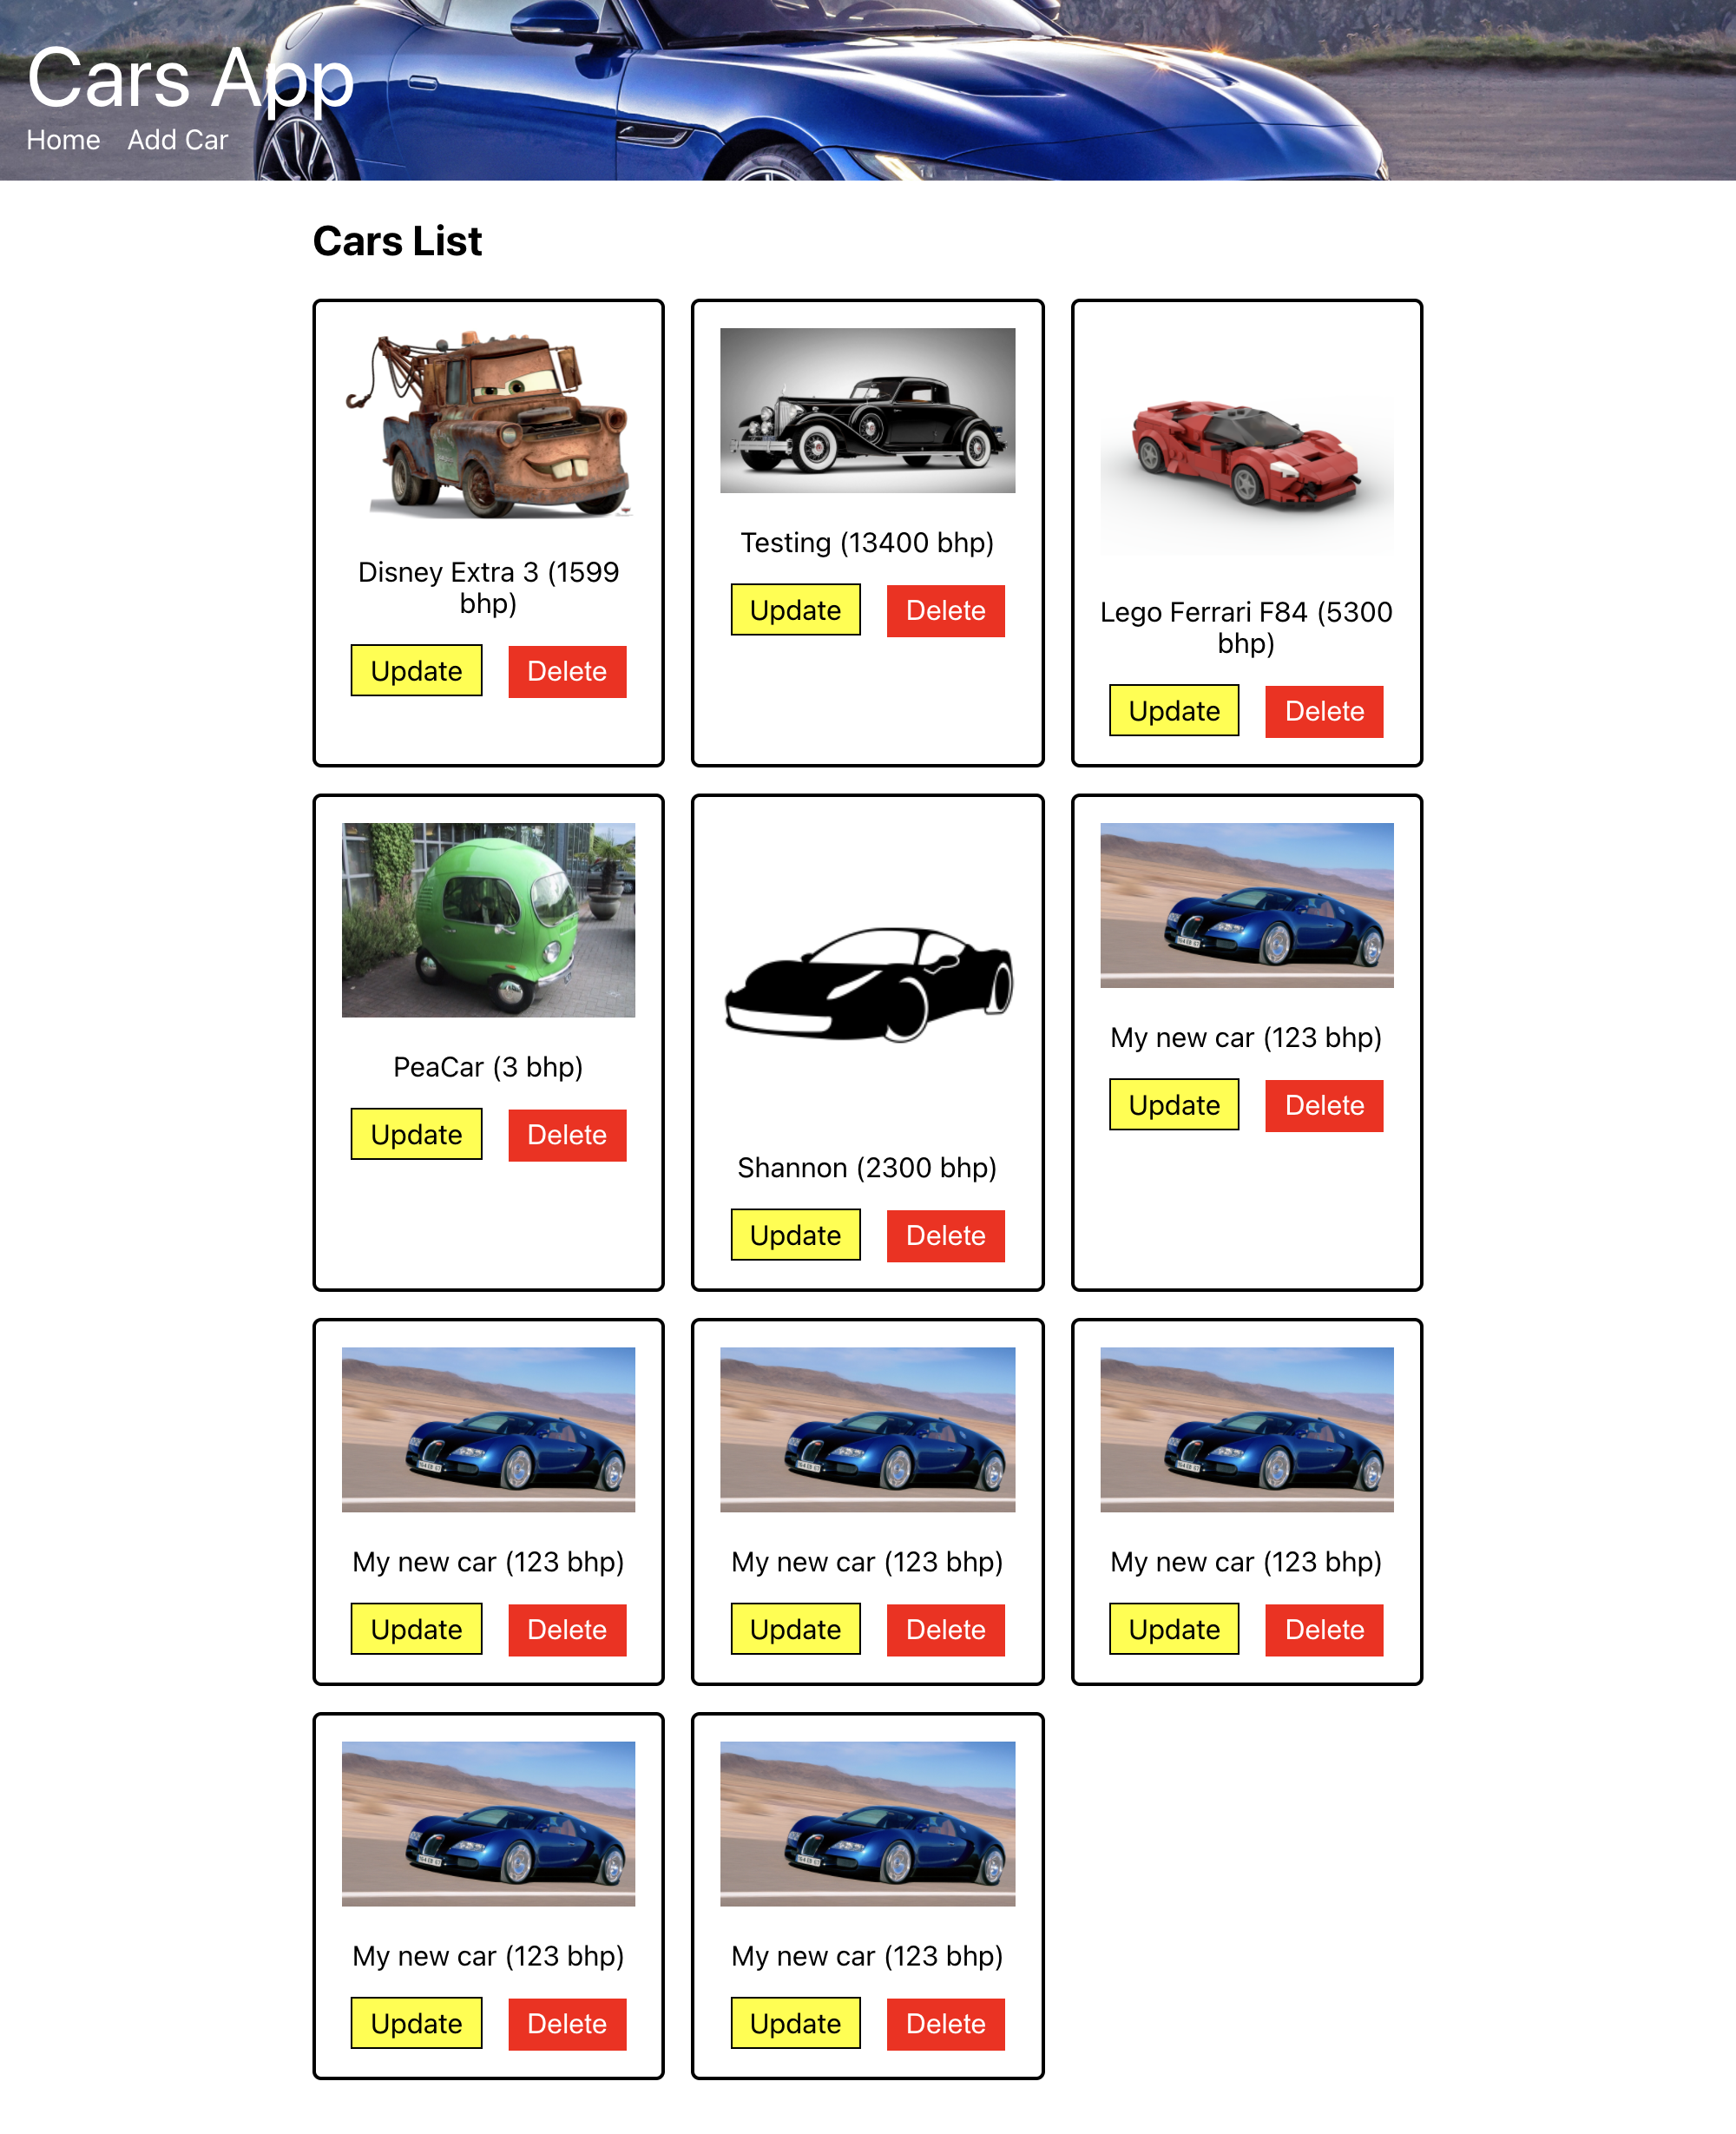 Cars App
Home Add Car
Cars List
Disney Extra 3 (1599
bhp)
Update Delete
Testing (13400 bhp)
Update Delete
Lego Ferrari F84 (5300
bhp)
Update Delete
PeaCar (3 bhp)
Update Delete
Shannon (2300 bhp)
Update Delete
My new car (123 bhp)
Update Delete
My new car (123 bhp)
Update Delete
My new car (123 bhp)
Update Delete
My new car (123 bhp)
Update Delete
My new car (123 bhp)
Update Delete
My new car (123 bhp)
Update Delete